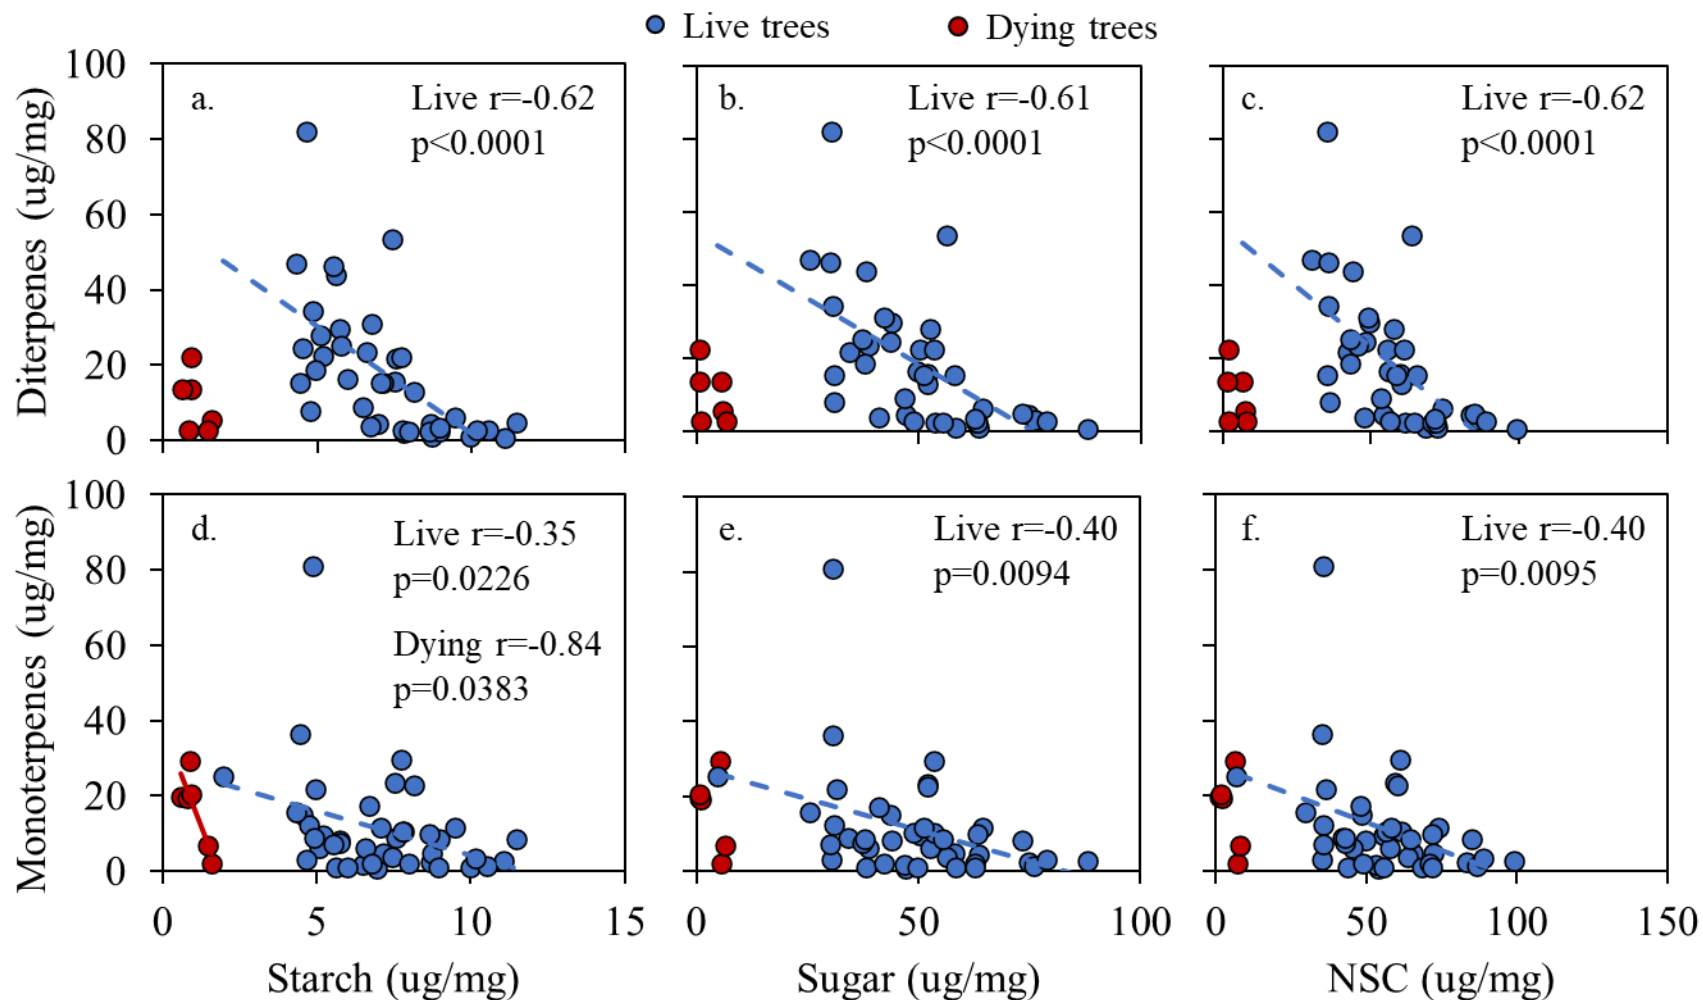 Live trees
Dying trees
Diterpenes (ug/mg)
100
80
60
40
20
0
a.
Live r=-0.62
p<0.0001
b.
Live r=-0.61
p<0.0001
c.
Live r=-0.62
p<0.0001
Monoterpenes (ug/mg)
100
80
60
40
20
0
d.
Live r=-0.35
p=0.0226
Dying r=-0.84
p=0.0383
e.
Live r=-0.40
p=0.0094
f.
Live r=-0.40
p=0.0095
0 5 10 15
0 50 100
0 50 100 150
Starch (ug/mg)
Sugar (ug/mg)
NSC (ug/mg)